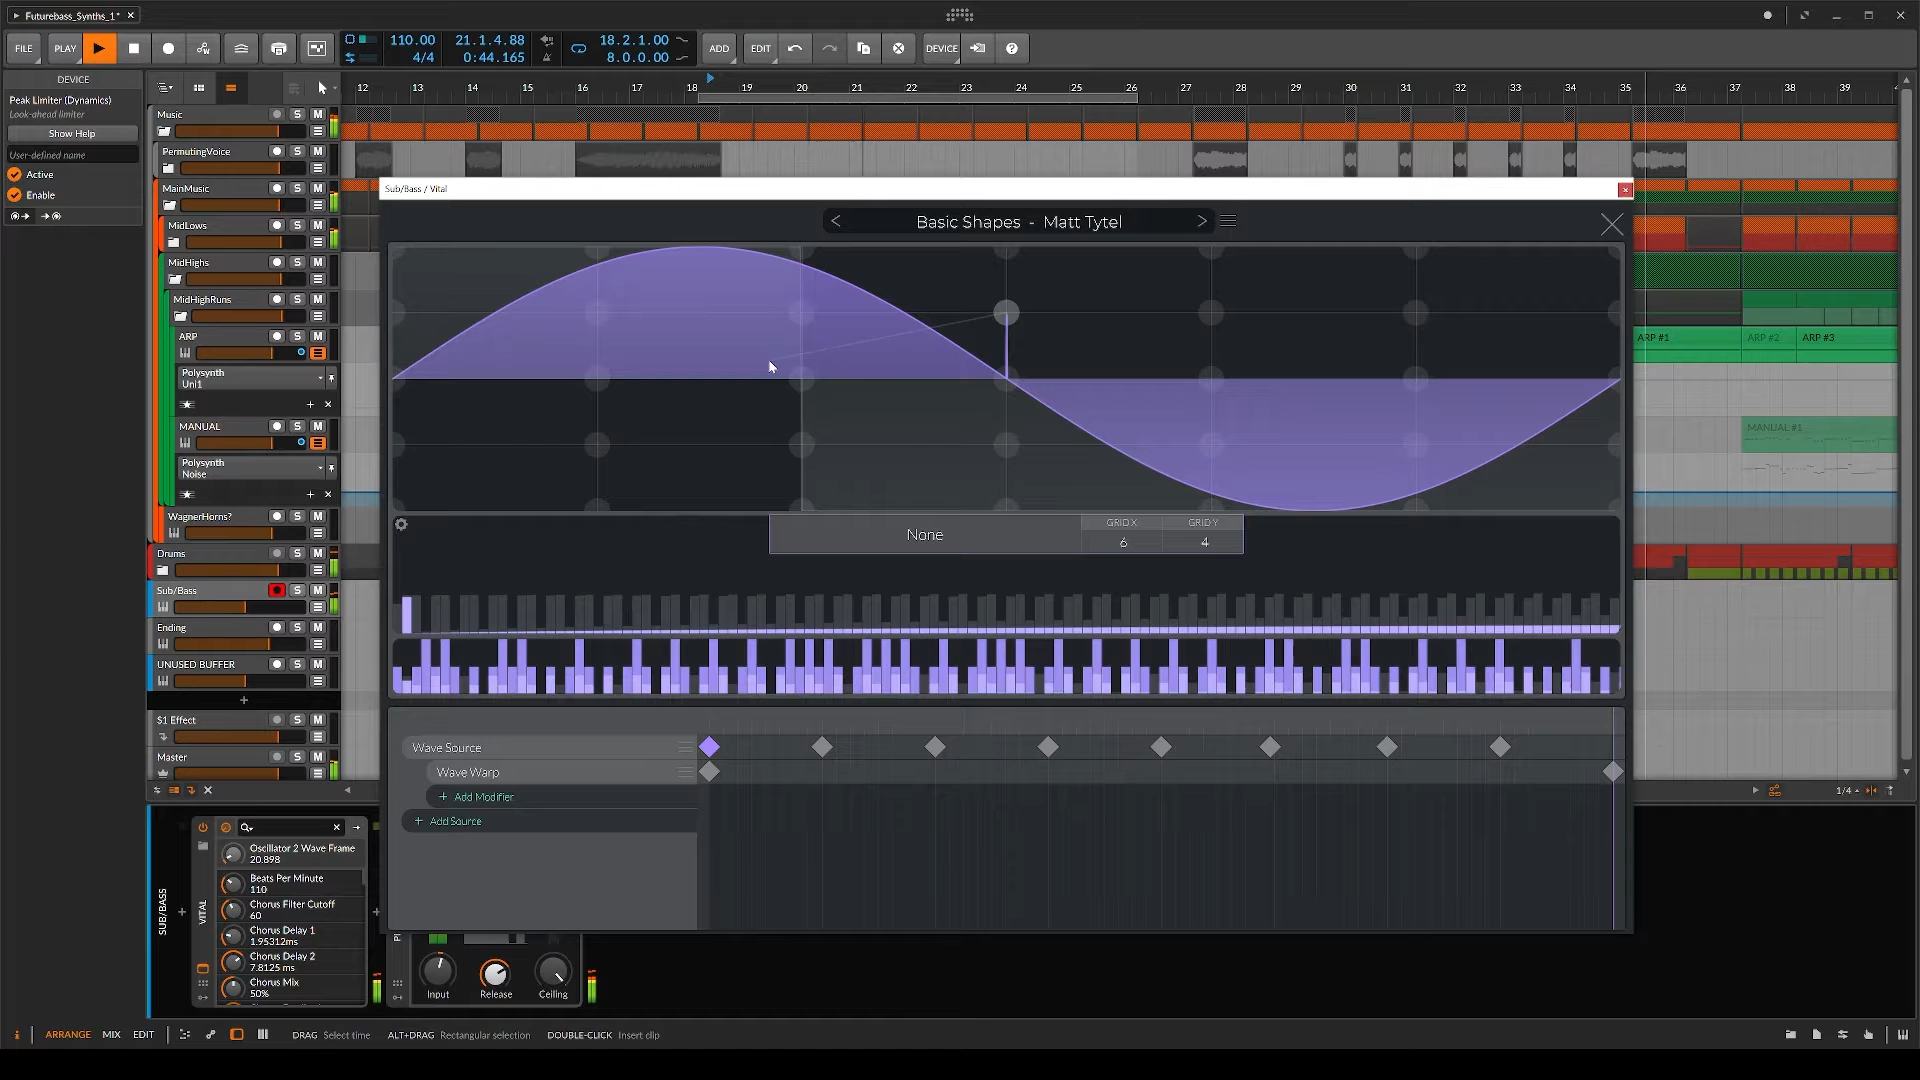 Futurebass_Synths_1*
FILE
PLAY
110.00
4/4
21.1.4.88
0:44.165
18.2.1.00
8.0.0.00
ADD
EDIT
DEVICE
DEVICE
Peak Limiter (Dynamics)
Look-ahead limiter
Show Help
User-defined name
Active
Enable
12 13 14 15 16 17 18 19 20 21 22 23 24 25 26 27 28 29 30 31 32 33 34 35 36 37 38 39
Music S M
PermutingVoice S M
MainMusic S M
MidLows S M
MidHighs S M
MidHighRuns S M
ARP S M
Polysynth
Uni1
MANUAL S M
Polysynth
Noise
WagnerHorns? S M
Drums S M
Sub/Bass S M
Ending S M
UNUSED BUFFER S M
S1 Effect S M
Master S M
Sub/Bass / Vital
Basic Shapes - Matt Tytel
None
GRID X
6
GRID Y
4
Wave Source
Wave Warp
+ Add Modifier
+ Add Source
ARP #1
ARP #2
ARP #3
MANUAL #1
1/4
SUB/BASS
VITAL
Oscillator 2 Wave Frame
20.898
Beats Per Minute
110
Chorus Filter Cutoff
60
Chorus Delay 1
1.95312ms
Chorus Delay 2
7.8125 ms
Chorus Mix
50%
Input
Release
Ceiling
ARRANGE
MIX
EDIT
DRAG Select time
ALT+DRAG Rectangular selection
DOUBLE-CLICK Insert clip